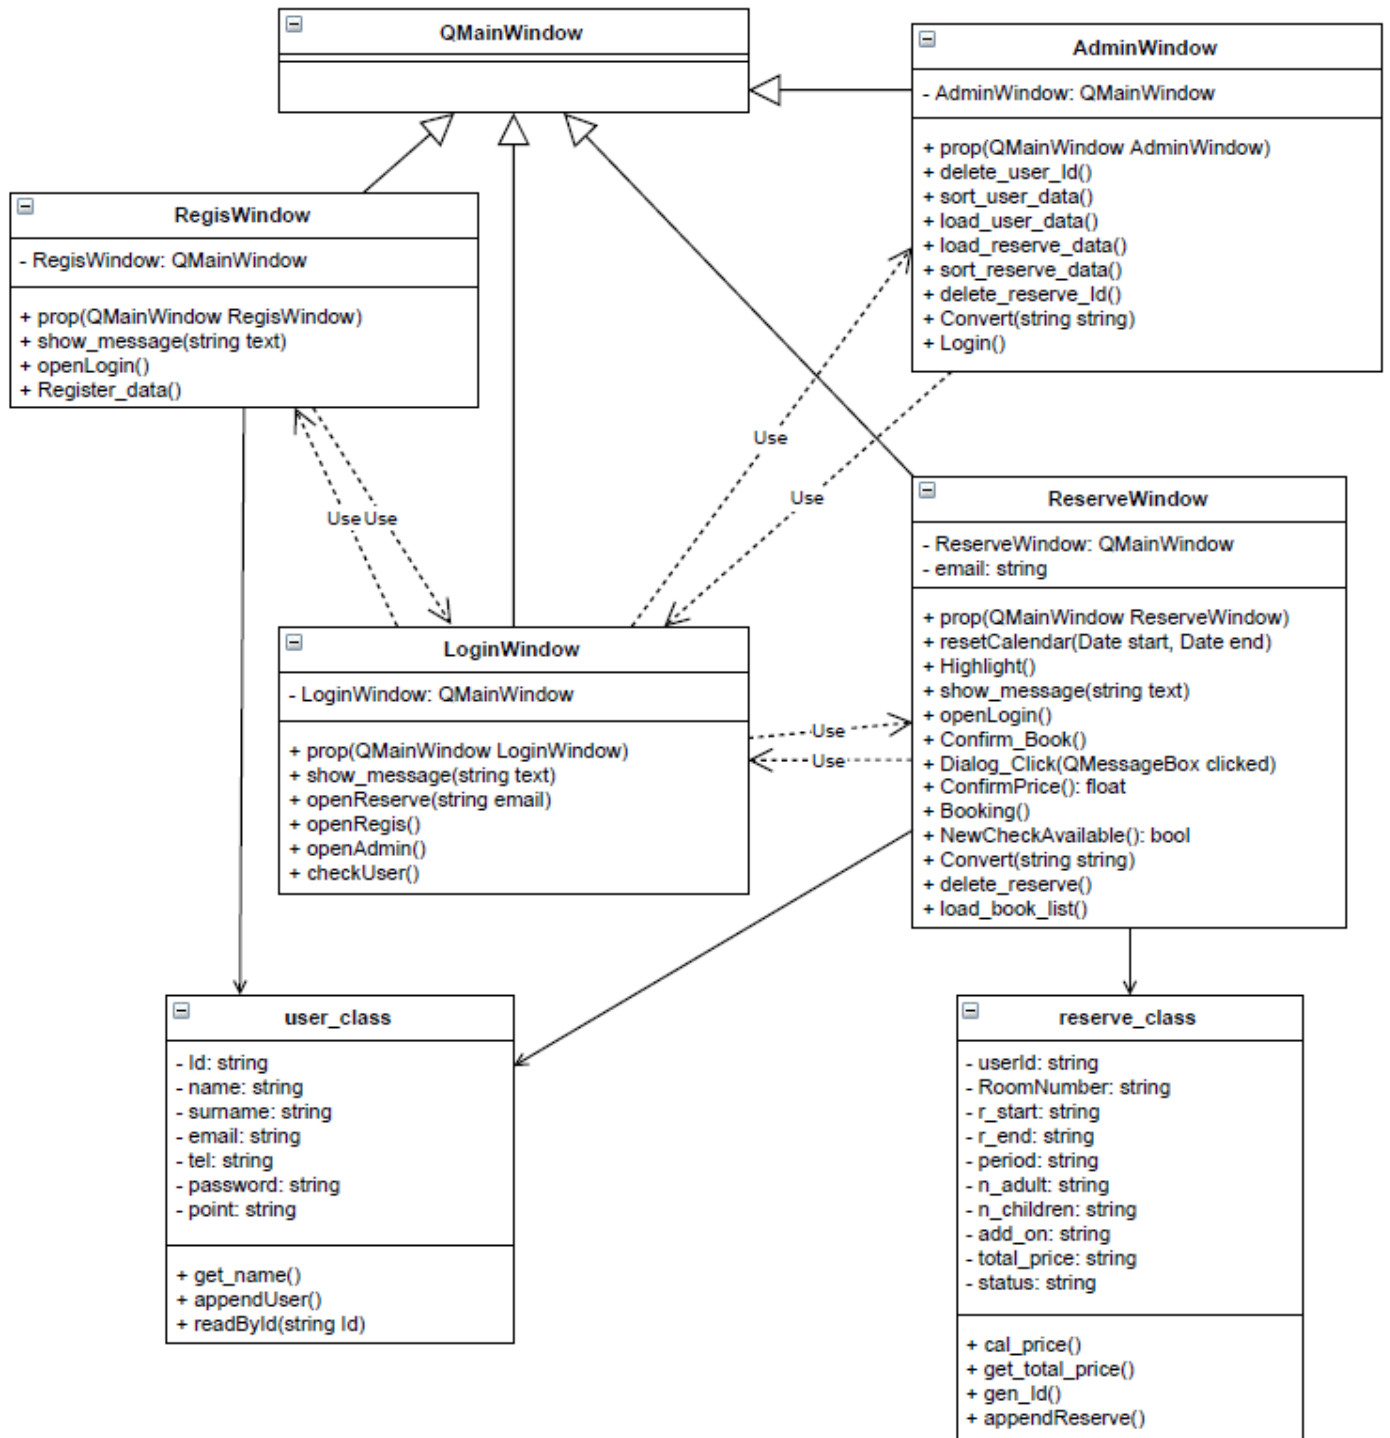 QMainWindow
AdminWindow
- AdminWindow: QMainWindow
+ prop(QMainWindow AdminWindow)
+ delete_user_Id()
+ sort_user_data()
+ load_user_data()
+ load_reserve_data()
+ sort_reserve_data()
+ delete_reserve_Id()
+ Convert(string string)
+ Login()
RegisWindow
- RegisWindow: QMainWindow
+ prop(QMainWindow RegisWindow)
+ show_message(string text)
+ openLogin()
+ Register_data()
Use
Use
Use
Use
ReserveWindow
- ReserveWindow: QMainWindow
- email: string
+ prop(QMainWindow ReserveWindow)
+ resetCalendar(Date start, Date end)
+ Highlight()
+ show_message(string text)
+ openLogin()
+ Confirm_Book()
+ Dialog_Click(QMessageBox clicked)
+ ConfirmPrice(): float
+ Booking()
+ NewCheckAvailable(): bool
+ Convert(string string)
+ delete_reserve()
+ load_book_list()
LoginWindow
- LoginWindow: QMainWindow
+ prop(QMainWindow LoginWindow)
+ show_message(string text)
+ openReserve(string email)
+ openRegis()
+ openAdmin()
+ checkUser()
Use
Use
user_class
- Id: string
- name: string
- surname: string
- email: string
- tel: string
- password: string
- point: string
+ get_name()
+ appendUser()
+ readById(string Id)
reserve_class
- userId: string
- RoomNumber: string
- r_start: string
- r_end: string
- period: string
- n_adult: string
- n_children: string
- add_on: string
- total_price: string
- status: string
+ cal_price()
+ get_total_price()
+ gen_Id()
+ appendReserve()